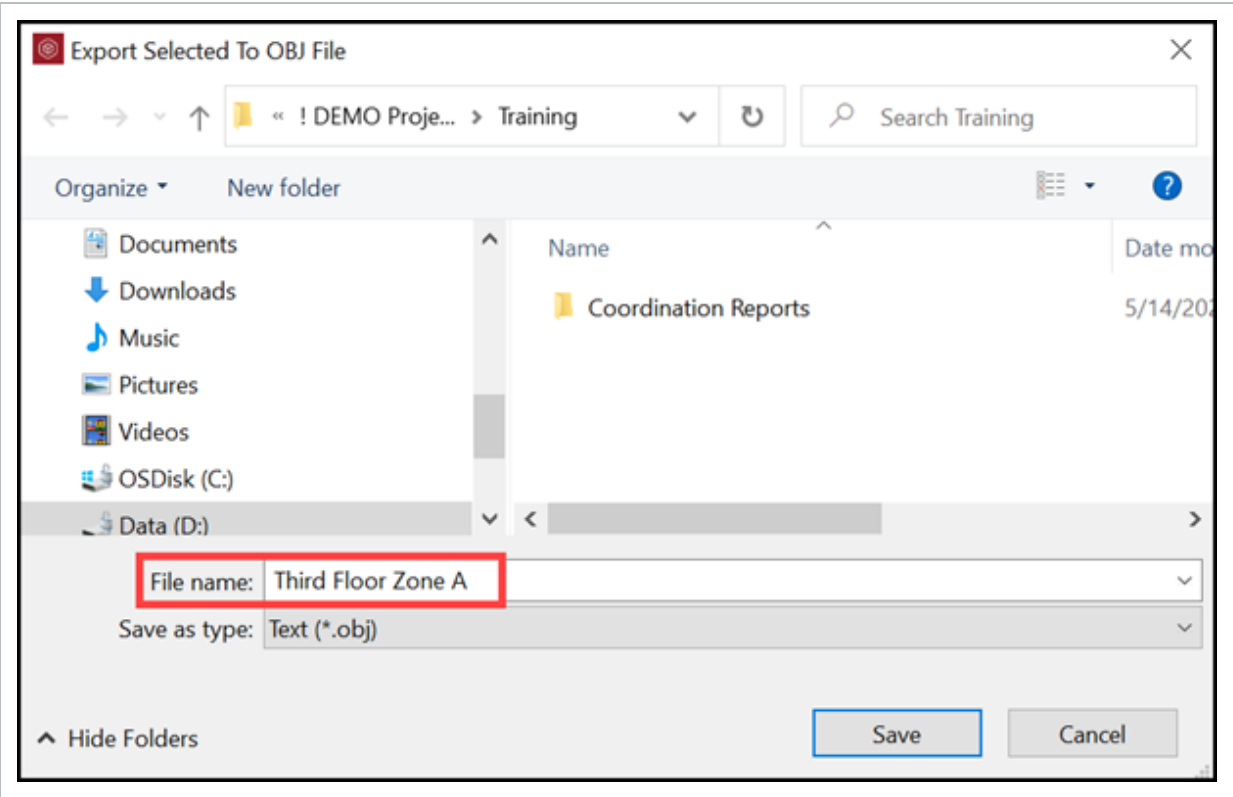 Export Selected To OBJ File
« ! DEMO Proje... > Training
Search Training
Organize
New folder
?
Documents
Downloads
Music
Pictures
Videos
OSDisk (C:)
Data (D:)
Name
Date mo
Coordination Reports
5/14/202
File name: Third Floor Zone A
Save as type: Text (*.obj)
Hide Folders
Save
Cancel